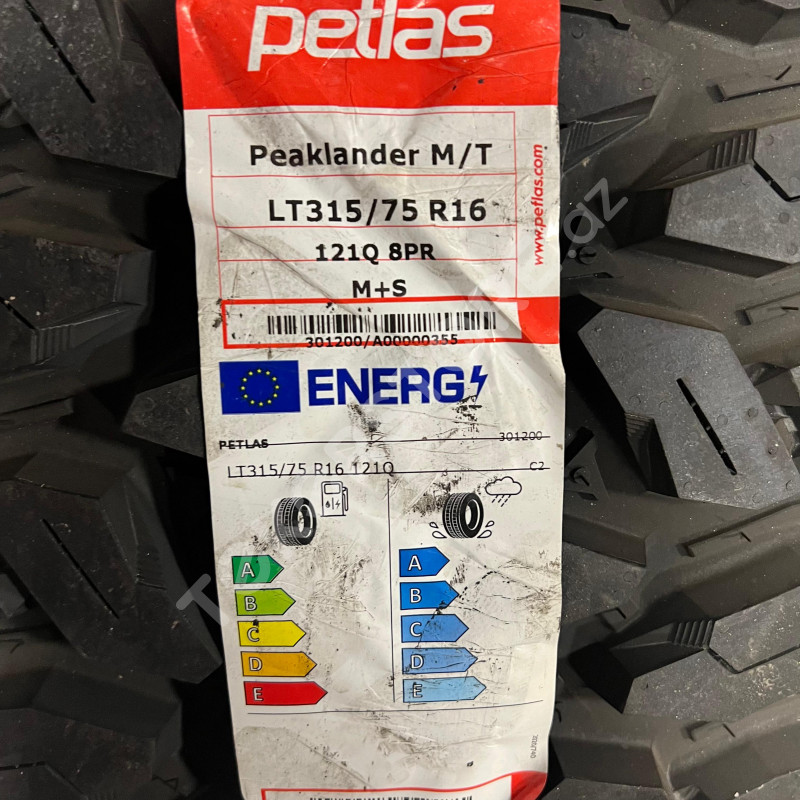 petlas
Peaklander M/T
LT315/75 R16
121Q 8PR
M+S
www.petlas.com
301200/A00000355
ENERG
PETLAS 301200
LT315/75 R16 121Q C2
A A
B B
C C
D D
E E